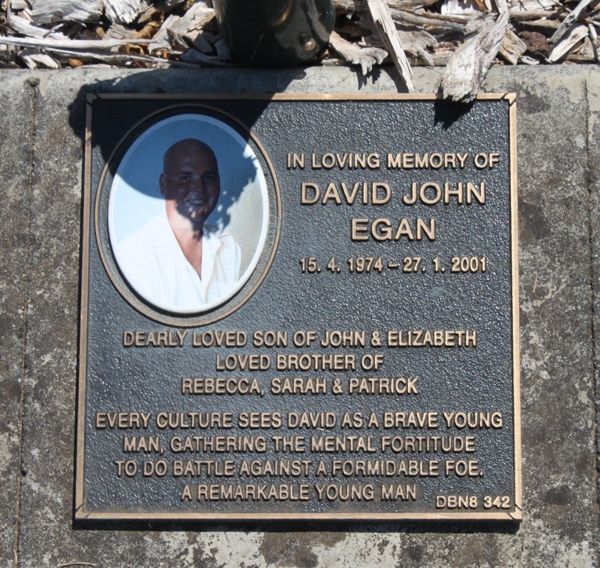 IN LOVING MEMORY OF
DAVID JOHN
EGAN
15. 4. 1974 – 27. 1. 2001
DEARLY LOVED SON OF JOHN & ELIZABETH
LOVED BROTHER OF
REBECCA, SARAH & PATRICK
EVERY CULTURE SEES DAVID AS A BRAVE YOUNG
MAN, GATHERING THE MENTAL FORTITUDE
TO DO BATTLE AGAINST A FORMIDABLE FOE.
A REMARKABLE YOUNG MAN
DBN8 342